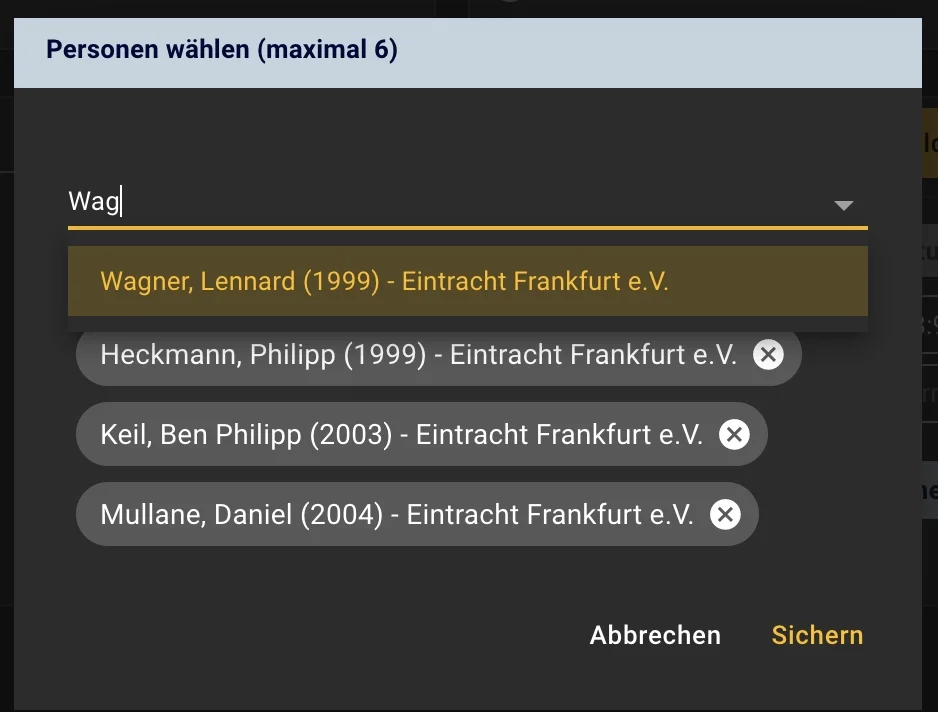 Personen wählen (maximal 6)
Wag
Wagner, Lennard (1999) - Eintracht Frankfurt e.V.
Heckmann, Philipp (1999) - Eintracht Frankfurt e.V.
Keil, Ben Philipp (2003) - Eintracht Frankfurt e.V.
Mullane, Daniel (2004) - Eintracht Frankfurt e.V.
Abbrechen Sichern